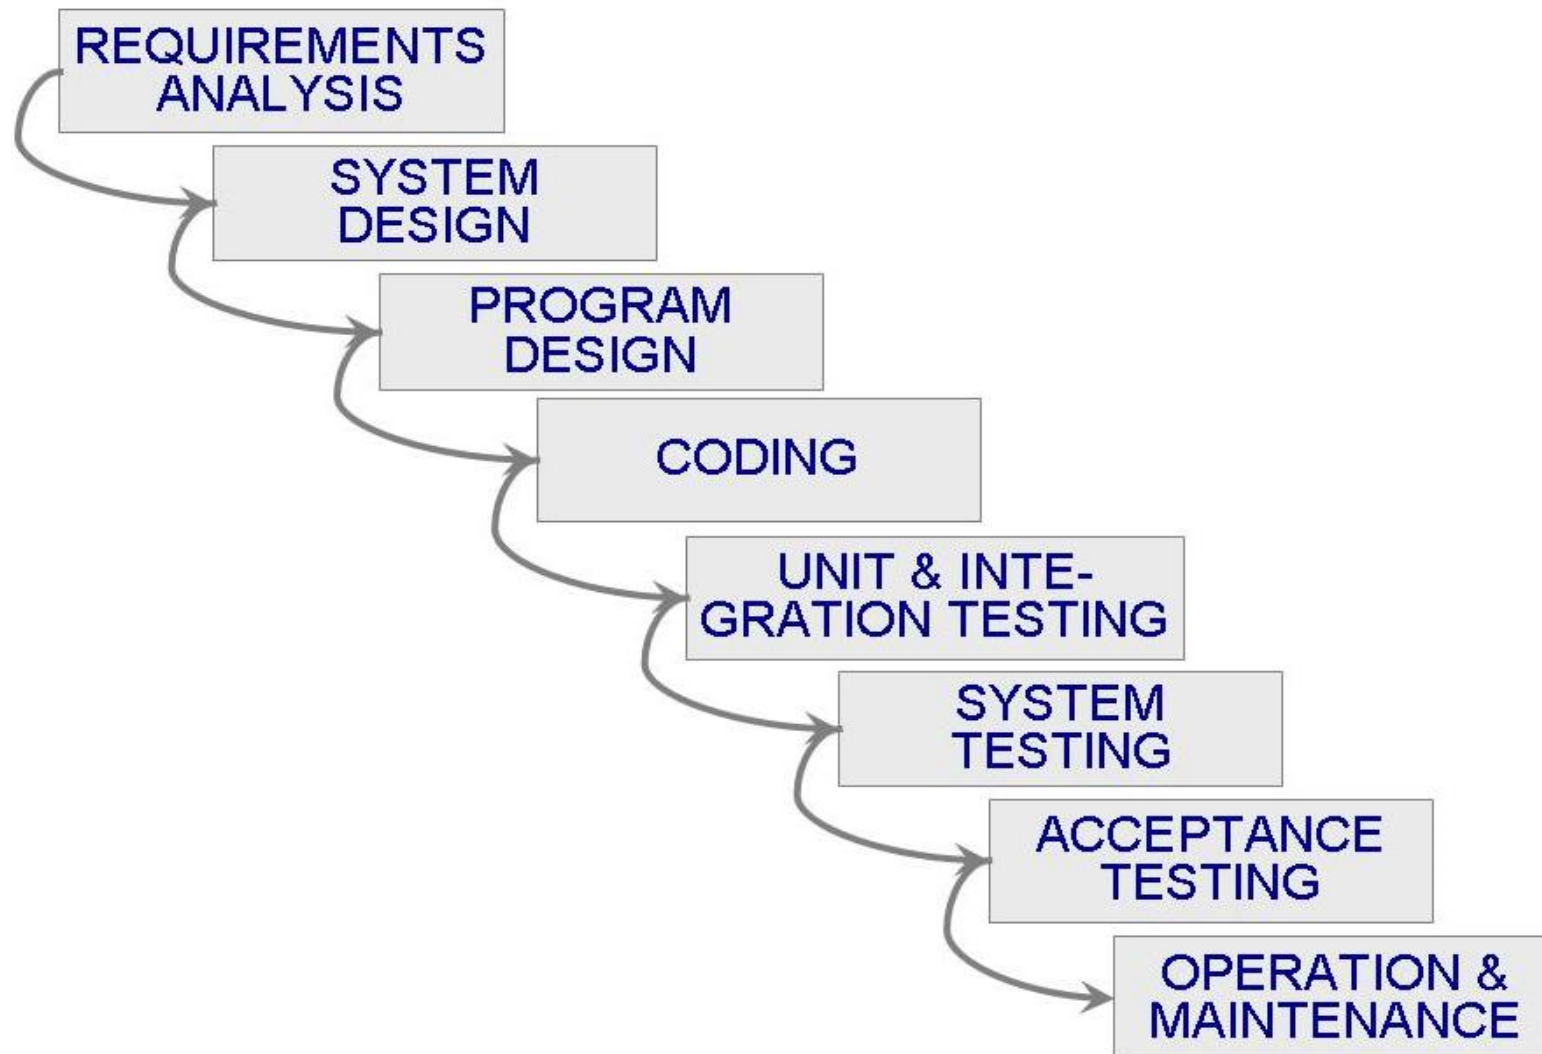 REQUIREMENTS
ANALYSIS
SYSTEM
DESIGN
PROGRAM
DESIGN
CODING
UNIT & INTE-
GRATION TESTING
SYSTEM
TESTING
ACCEPTANCE
TESTING
OPERATION &
MAINTENANCE